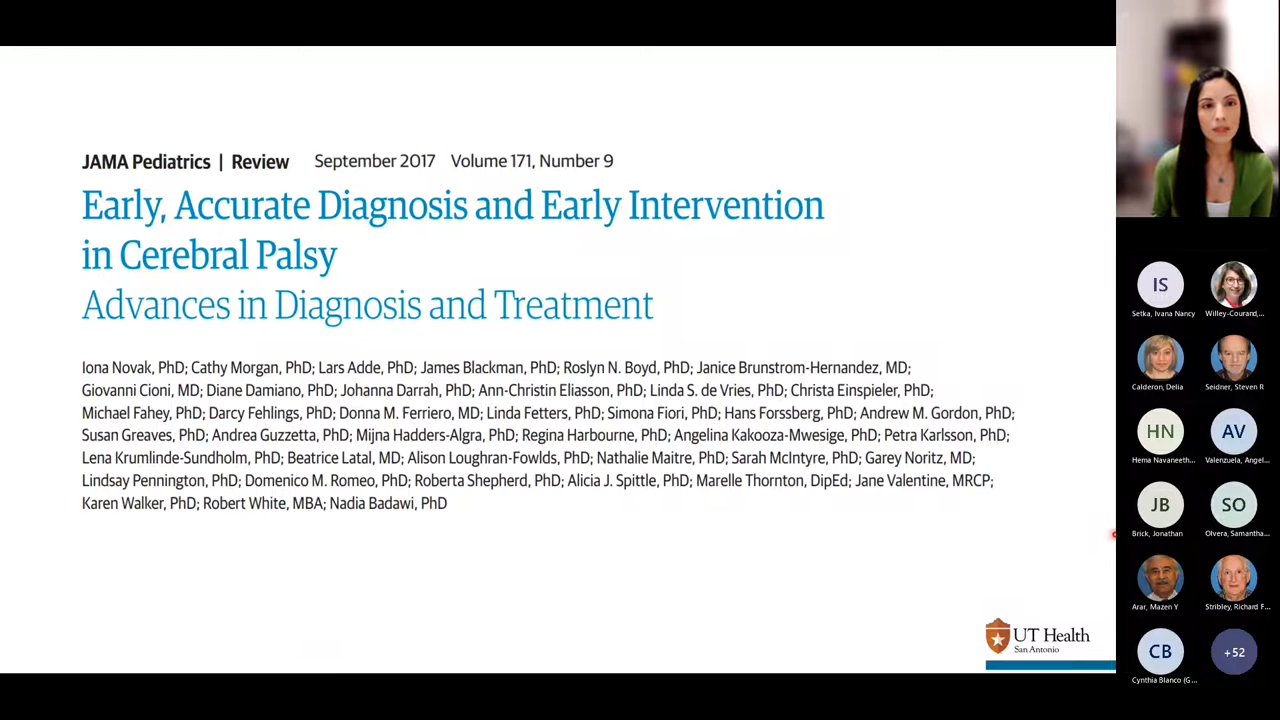 JAMA Pediatrics | Review September 2017 Volume 171, Number 9
Early, Accurate Diagnosis and Early Intervention
in Cerebral Palsy
Advances in Diagnosis and Treatment
Iona Novak, PhD; Cathy Morgan, PhD; Lars Adde, PhD; James Blackman, PhD; Roslyn N. Boyd, PhD; Janice Brunstrom-Hernandez, MD;
Giovanni Cioni, MD; Diane Damiano, PhD; Johanna Darrah, PhD; Ann-Christin Eliasson, PhD; Linda S. de Vries, PhD; Christa Einspieler, PhD;
Michael Fahey, PhD; Darcy Fehlings, PhD; Donna M. Ferriero, MD; Linda Fetters, PhD; Simona Fiori, PhD; Hans Forssberg, PhD; Andrew M. Gordon, PhD;
Susan Greaves, PhD; Andrea Guzzetta, PhD; Mijna Hadders-Algra, PhD; Regina Harbourne, PhD; Angelina Kakooza-Mwesige, PhD; Petra Karlsson, PhD;
Lena Krumlinde-Sundholm, PhD; Beatrice Latal, MD; Alison Loughran-Fowlds, PhD; Nathalie Maitre, PhD; Sarah McIntyre, PhD; Garey Noritz, MD;
Lindsay Pennington, PhD; Domenico M. Romeo, PhD; Roberta Shepherd, PhD; Alicia J. Spittle, PhD; Marelle Thornton, DipEd; Jane Valentine, MRCP;
Karen Walker, PhD; Robert White, MBA; Nadia Badawi, PhD
UT Health
San Antonio
IS
Setka, Ivana Nancy Willey-Courand,...
Calderon, Delia Seidner, Steven R
HN AV
Hema Navaneeth... Valenzuela, Angel...
JB SO
Brick, Jonathan Olvera, Samantha...
Arar, Mazen Y Stribley, Richard F...
CB +52
Cynthia Blanco (G...